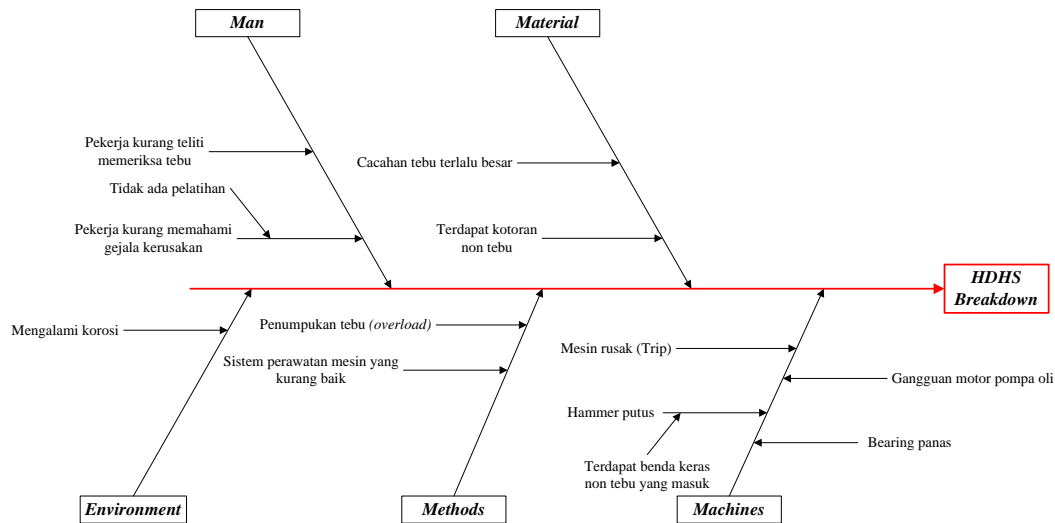 Man
Material
Pekerja kurang teliti
memeriksa tebu
Cacahan tebu terlalu besar
Tidak ada pelatihan
Pekerja kurang memahami
gejala kerusakan
Terdapat kotoran
non tebu
HDHS
Breakdown
Mengalami korosi
Penumpukan tebu (overload)
Sistem perawatan mesin yang
kurang baik
Mesin rusak (Trip)
Gangguan motor pompa oli
Hammer putus
Terdapat benda keras
non tebu yang masuk
Bearing panas
Environment
Methods
Machines